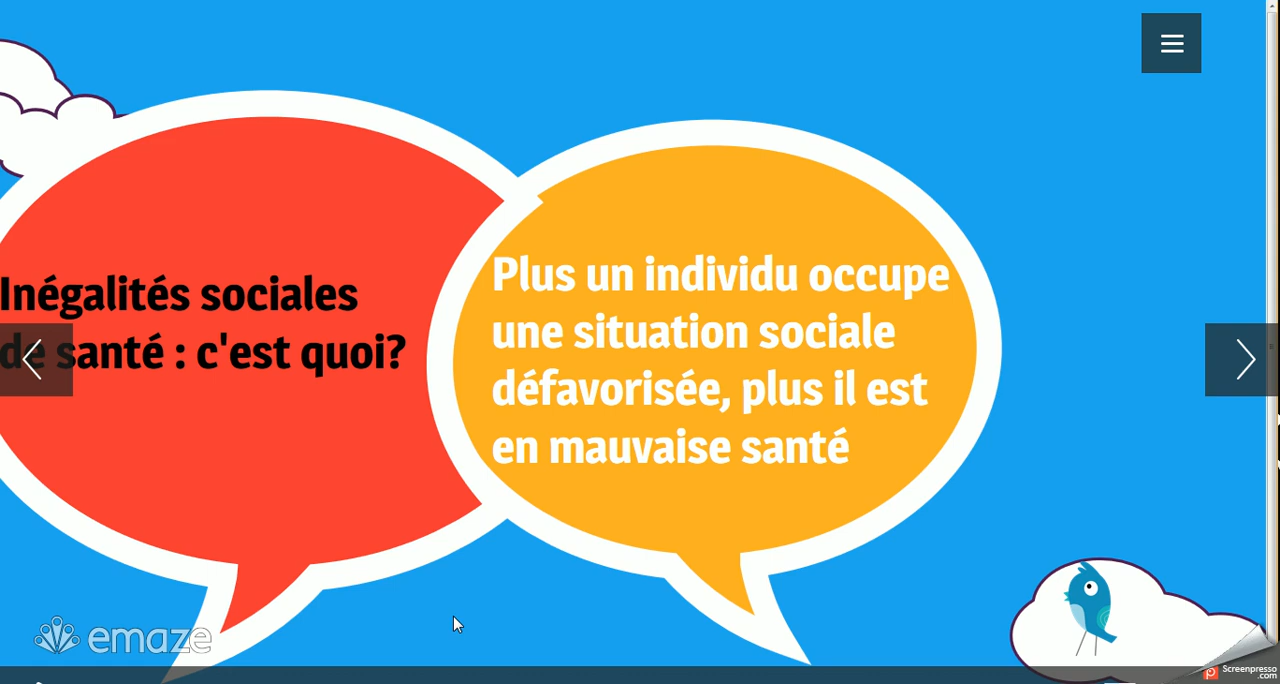 Inégalités sociales
de santé : c'est quoi?
Plus un individu occupe
une situation sociale
défavorisée, plus il est
en mauvaise santé
emaze
Screenpresso
.com